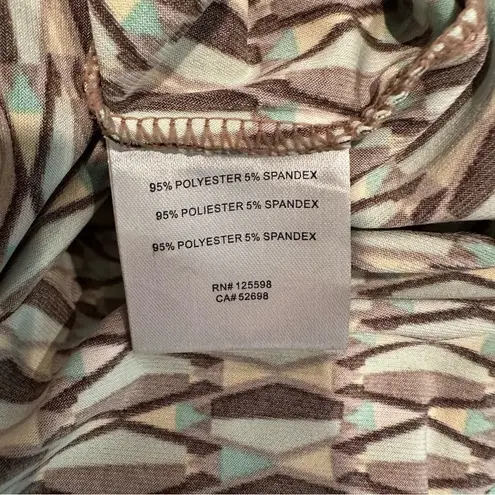 95% POLYESTER 5% SPANDEX
95% POLIESTER 5% SPANDEX
95% POLYESTER 5% SPANDEX
RN# 125598
CA# 52698